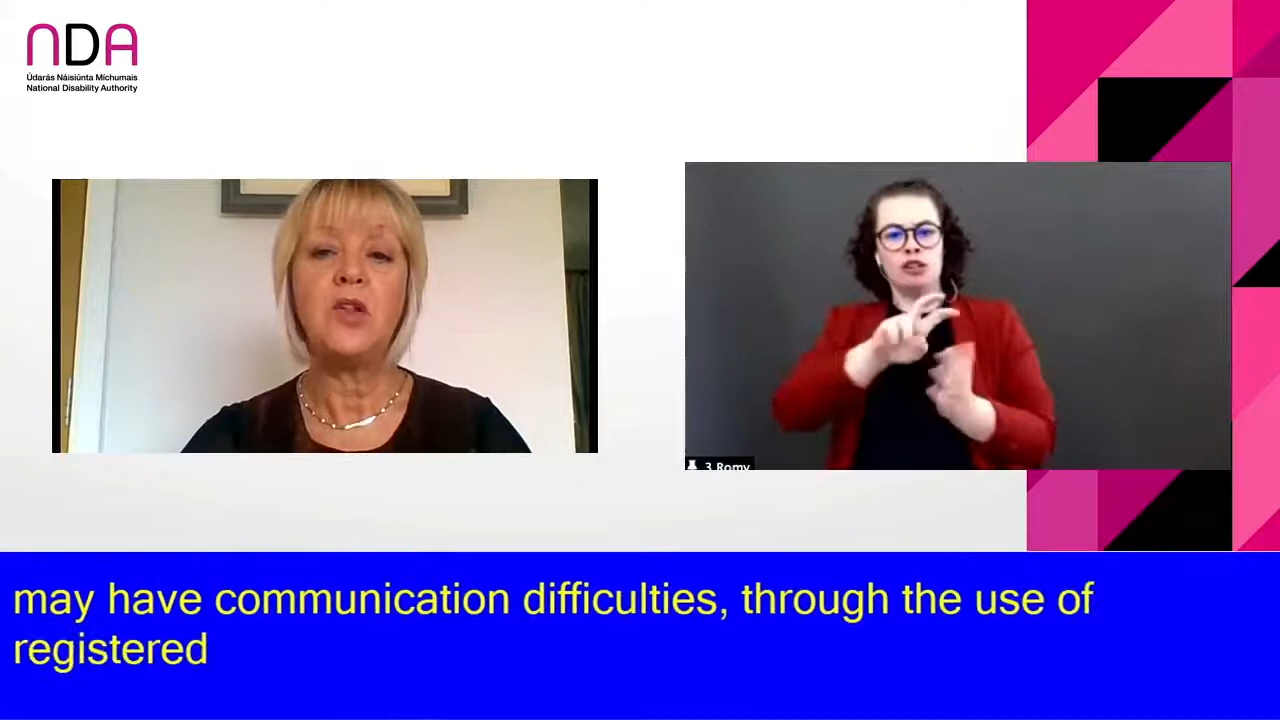 NDA
Údarás Náisiúnta Míchumais
National Disability Authority
3 Romy
may have communication difficulties, through the use of
registered